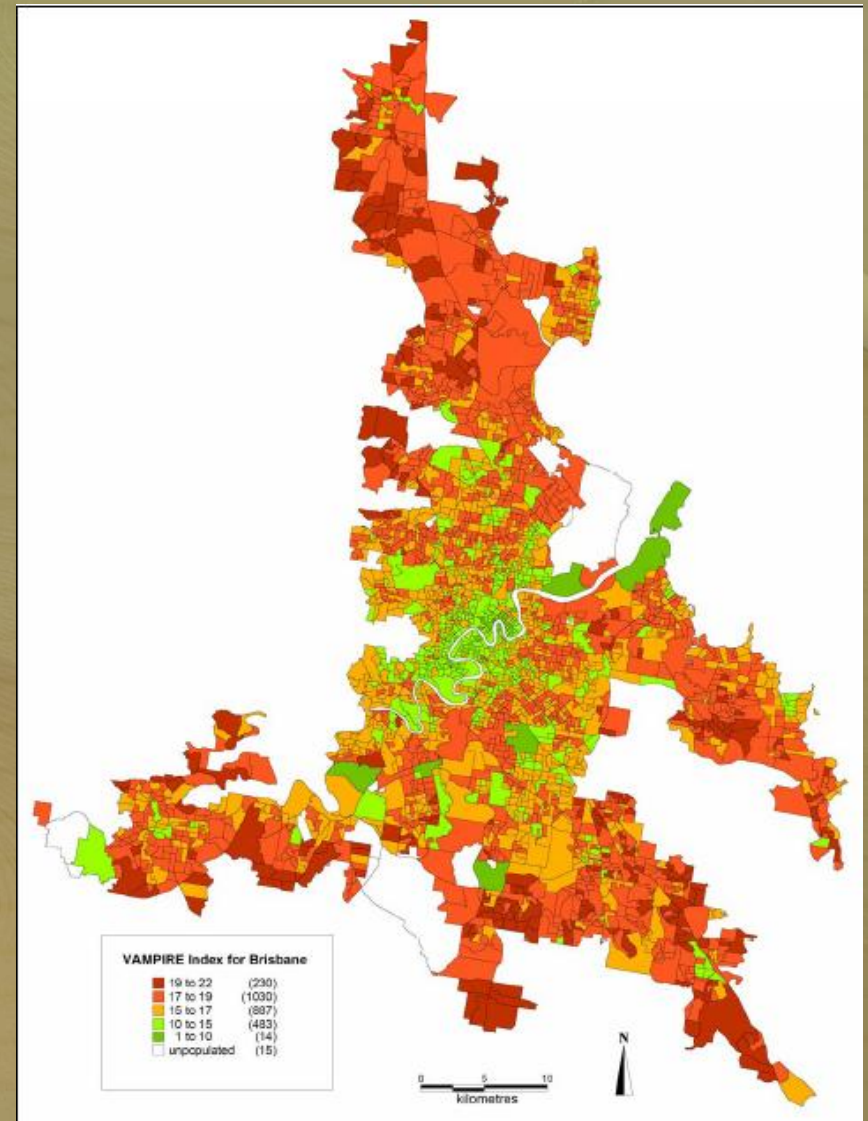 VAMPIRE Index for Brisbane
19 to 22 (230)
17 to 19 (1030)
15 to 17 (887)
10 to 15 (483)
1 to 10 (14)
unpopulated (15)
N
0 5 10
kilometres